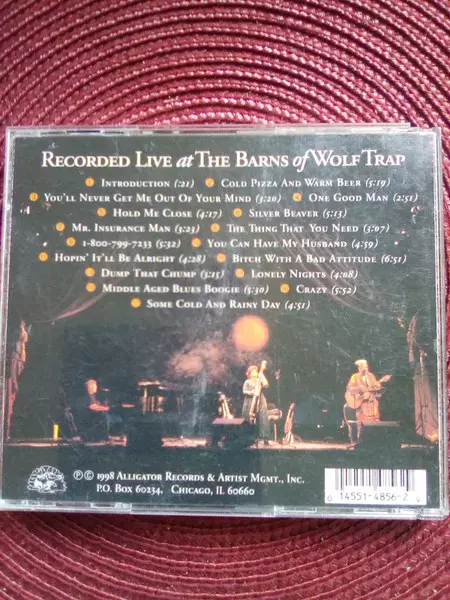 RECORDED LIVE at THE BARNS of WOLF TRAP
INTRODUCTION (:21) COLD PIZZA AND WARM BEER (5:19)
YOU'LL NEVER GET ME OUT OF YOUR MIND (3:20) ONE GOOD MAN (2:51)
HOLD ME CLOSE (4:17) SILVER BEAVER (5:13)
MR. INSURANCE MAN (3:23) THE THING THAT YOU NEED (3:07)
1-800-799-7233 (5:32) YOU CAN HAVE MY HUSBAND (4:59)
HOPIN' IT'LL BE ALRIGHT (4:28) BITCH WITH A BAD ATTITUDE (6:51)
DUMP THAT CHUMP (3:15) LONELY NIGHTS (4:08)
MIDDLE AGED BLUES BOOGIE (5:30) CRAZY (5:52)
SOME COLD AND RAINY DAY (4:51)
℗ © 1998 ALLIGATOR RECORDS & ARTIST MGMT., INC.
P.O. BOX 60234, CHICAGO, IL 60660
0 14551-4856-2 9